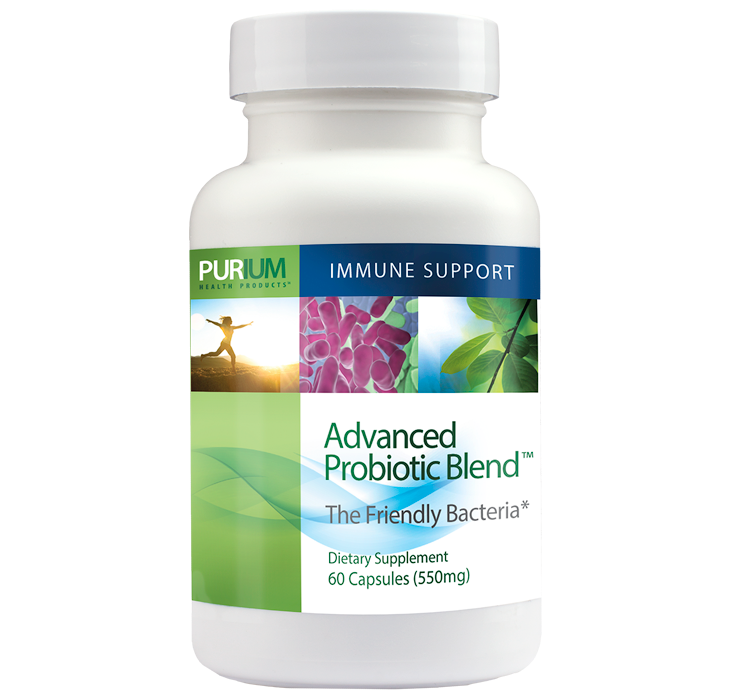 PURIUM
HEALTH PRODUCTS
IMMUNE SUPPORT
Advanced
Probiotic Blend™
The Friendly Bacteria*
Dietary Supplement
60 Capsules (550mg)